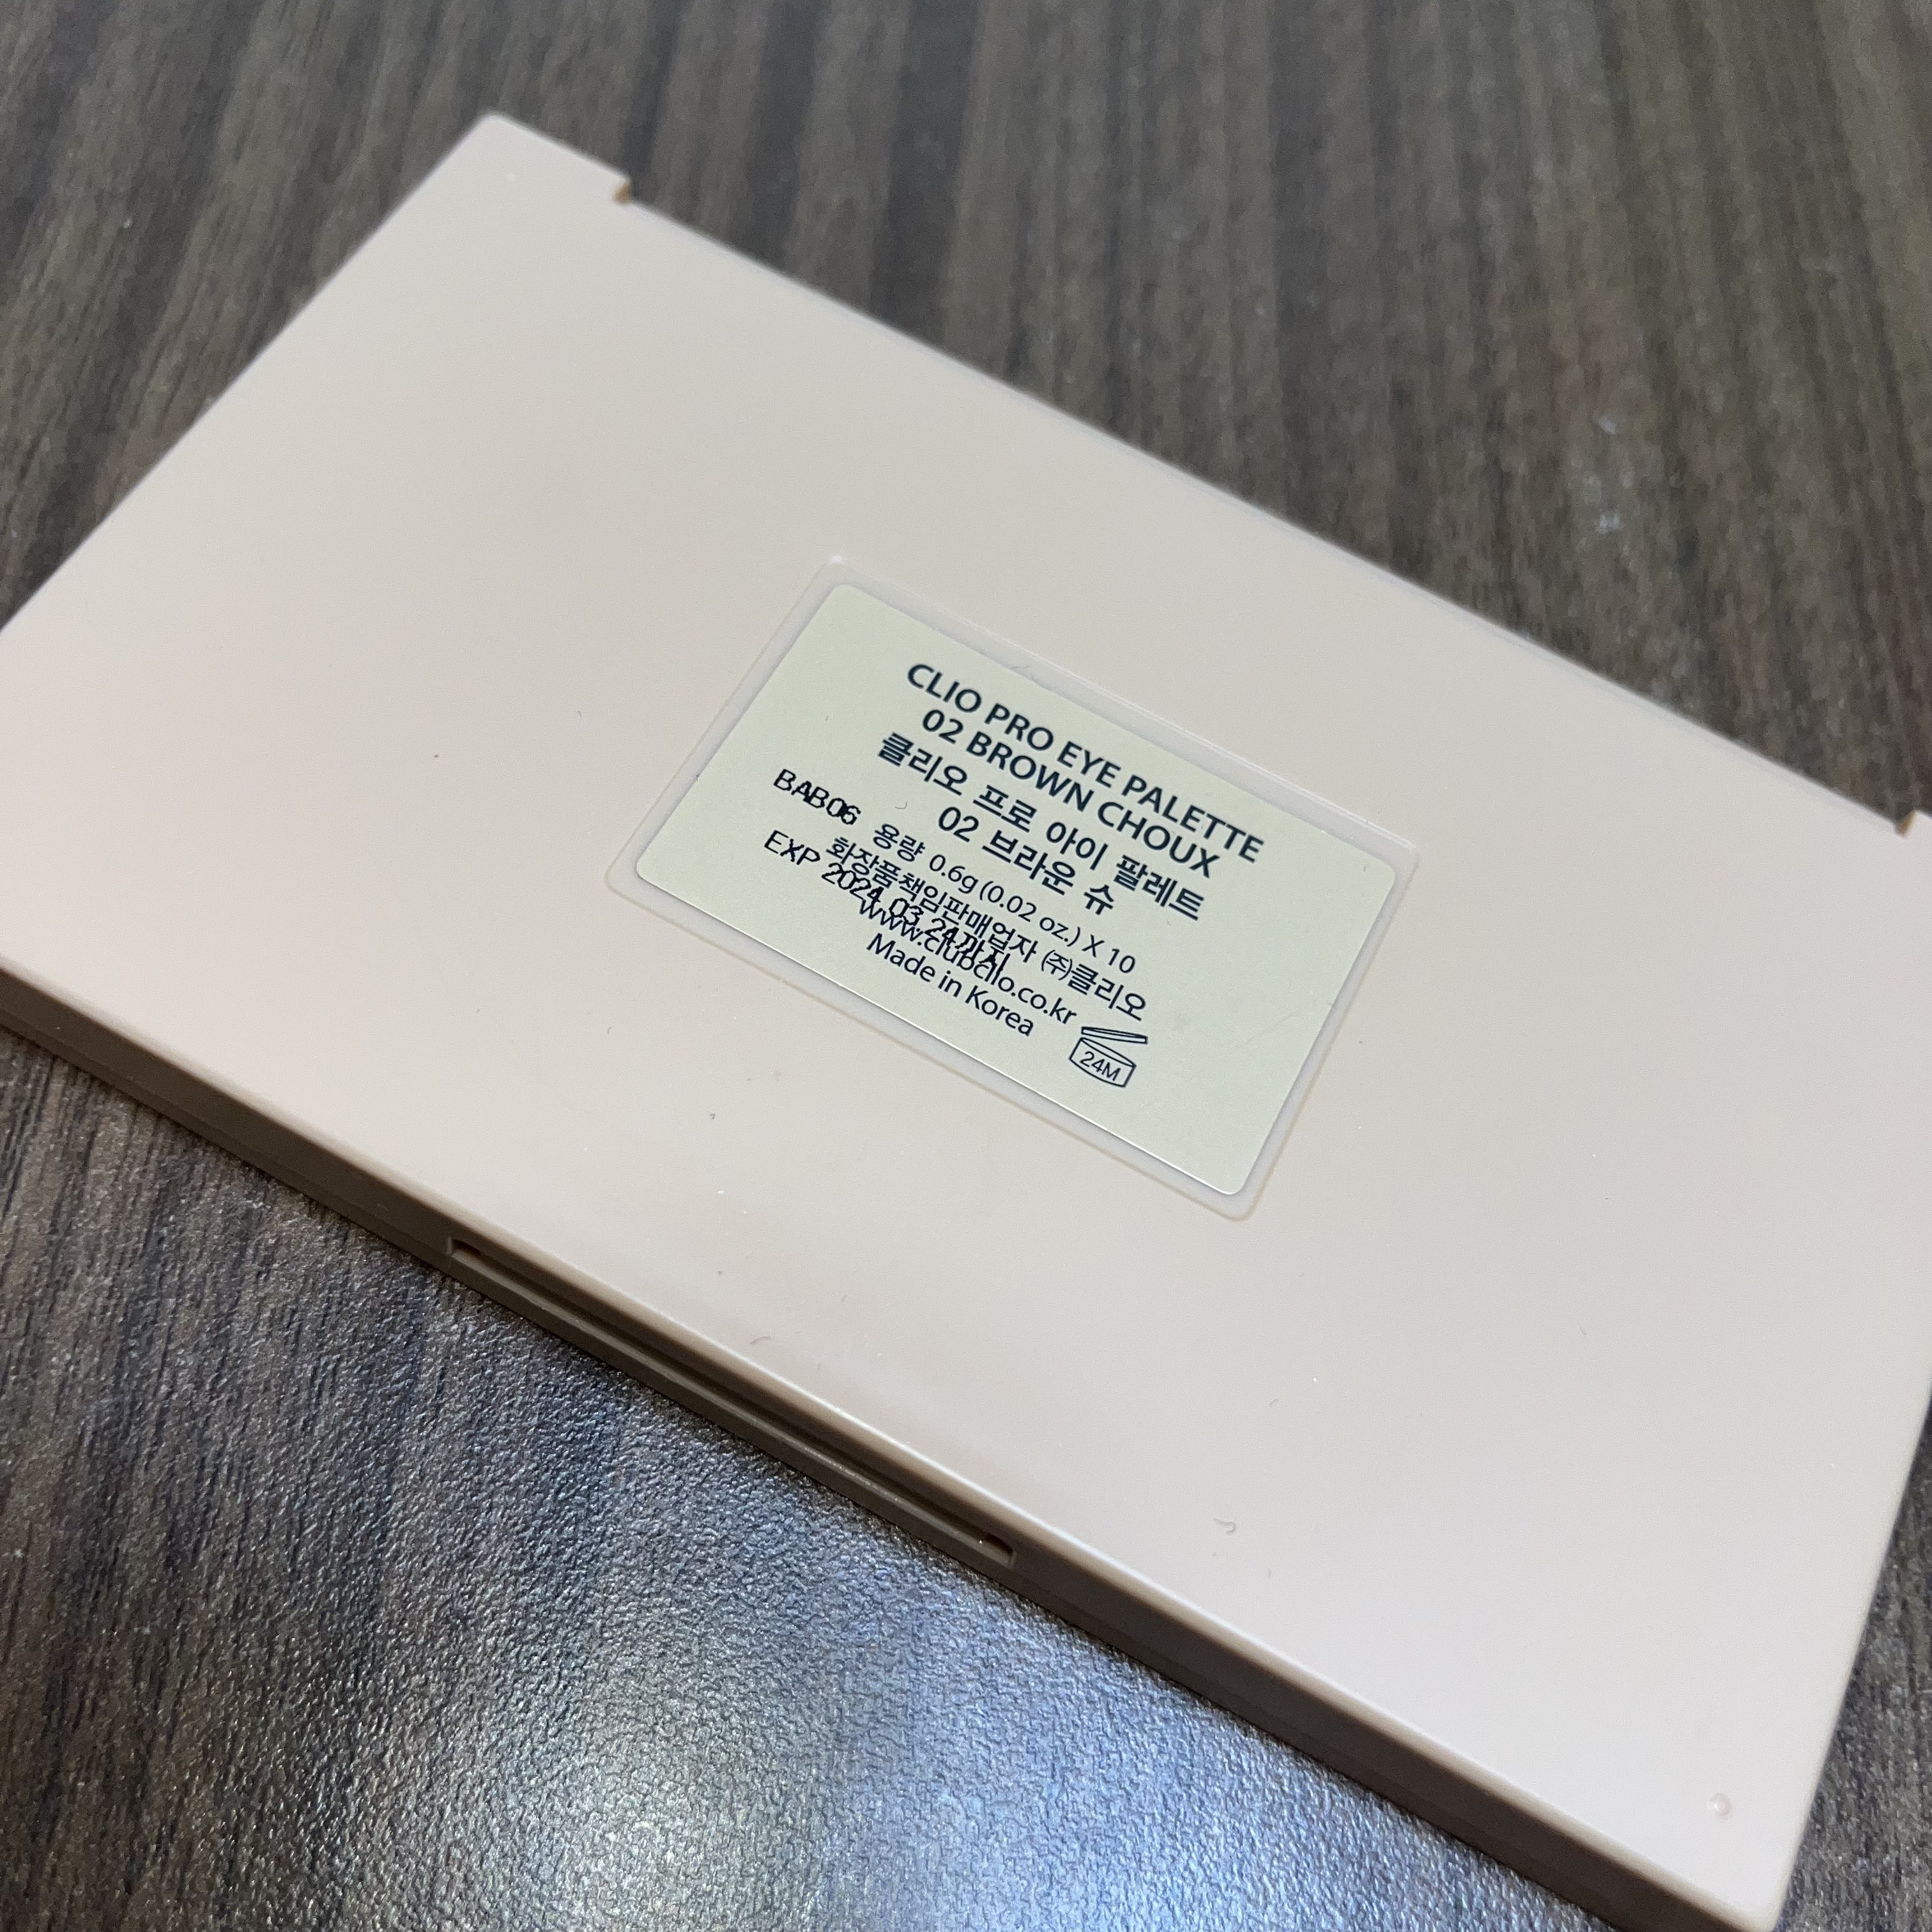 CLIO PRO EYE PALETTE
02 BROWN CHOUX
클리오 프로 아이 팔레트
02 브라운 슈
BAB06
용량 0.6g (0.02 oz.) X 10
화장품책임판매업자 ㈜클리오
EXP 2024.03.24까지
www.clubclio.co.kr
Made in Korea
24M